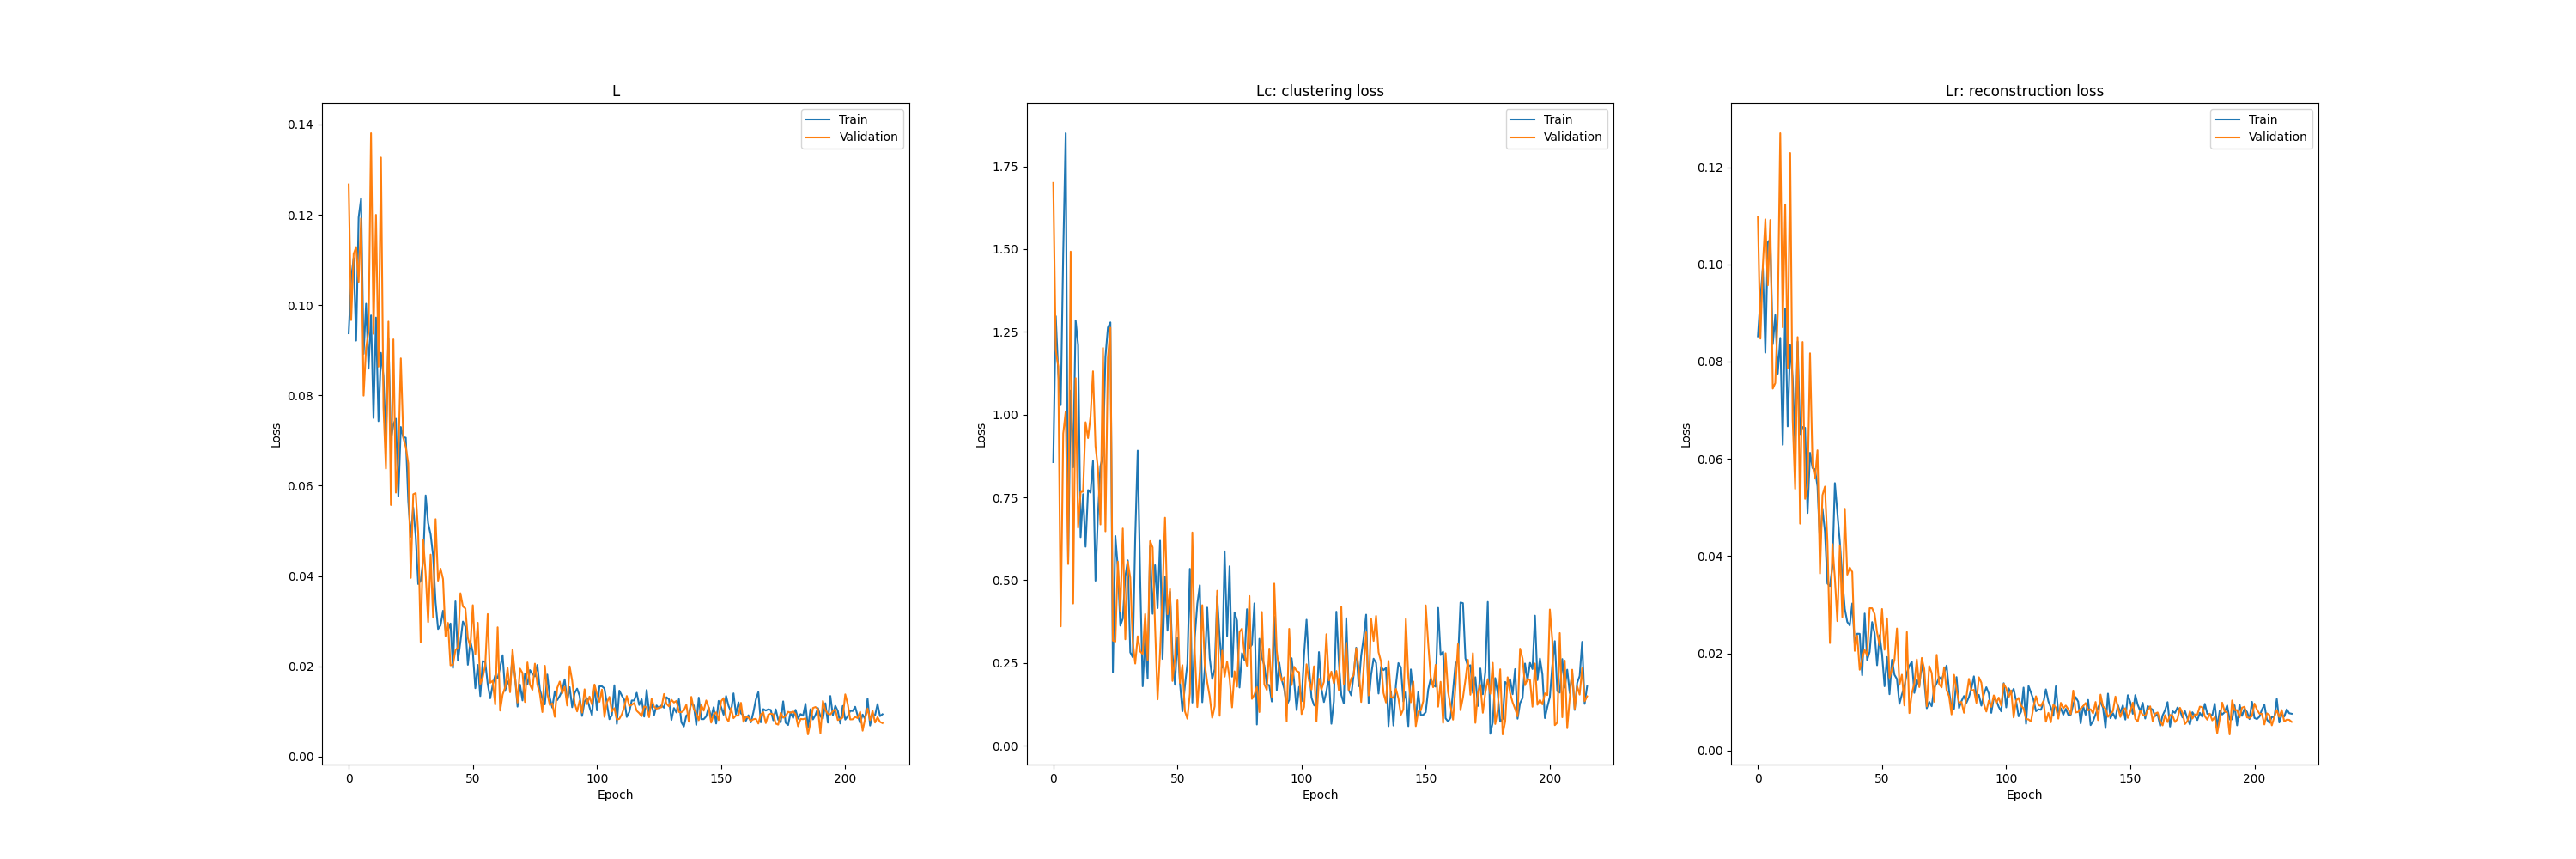 L
Train
Validation
0.14
0.12
0.10
0.08
0.06
0.04
0.02
0.00
Loss
0 50 100 150 200
Epoch
Lc: clustering loss
Train
Validation
1.75
1.50
1.25
1.00
0.75
0.50
0.25
0.00
Loss
0 50 100 150 200
Epoch
Lr: reconstruction loss
Train
Validation
0.12
0.10
0.08
0.06
0.04
0.02
0.00
Loss
0 50 100 150 200
Epoch